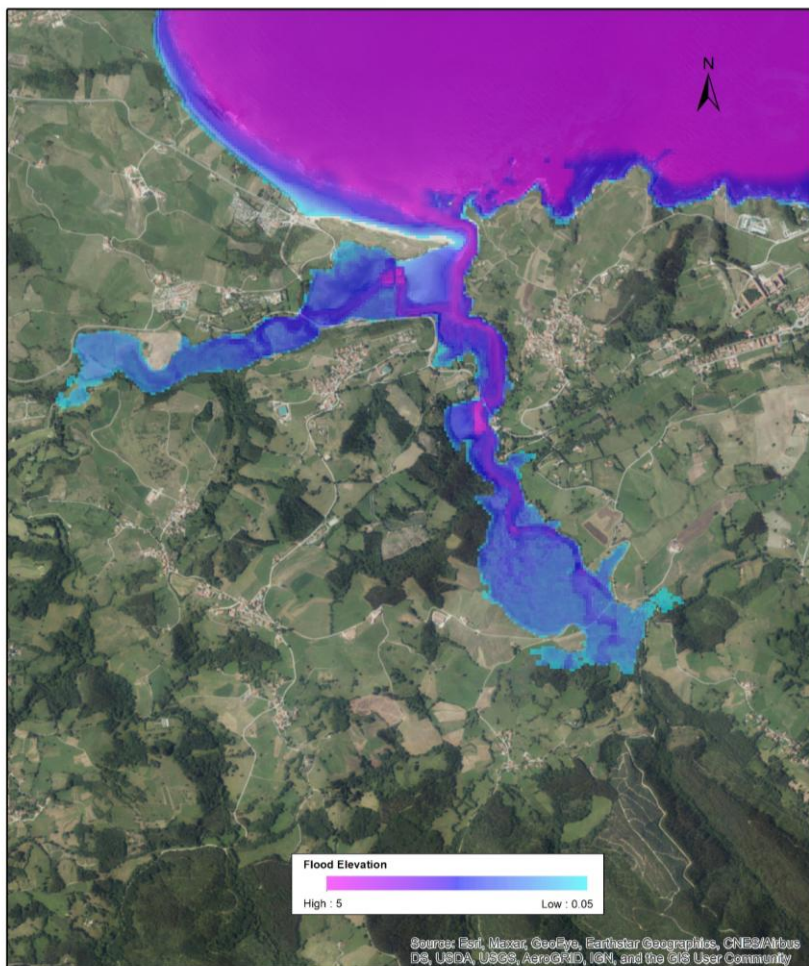 N
Flood Elevation
High : 5
Low : 0.05
Source: Esri, Maxar, GeoEye, Earthstar Geographics, CNES/Airbus
DS, USDA, USGS, AeroGRID, IGN, and the GIS User Community